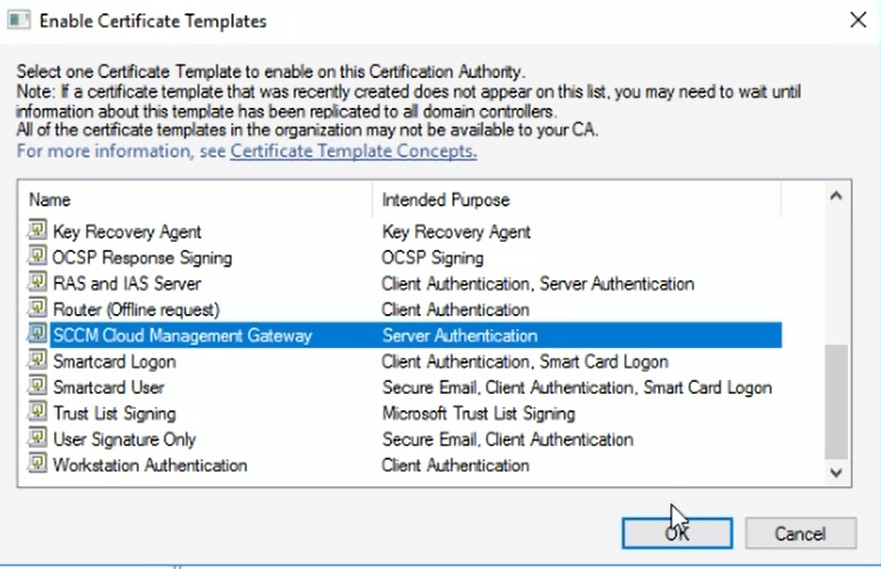 Enable Certificate Templates
Select one Certificate Template to enable on this Certification Authority.
Note: If a certificate template that was recently created does not appear on this list, you may need to wait until
information about this template has been replicated to all domain controllers.
All of the certificate templates in the organization may not be available to your CA.
For more information, see Certificate Template Concepts.
Name Intended Purpose
Key Recovery Agent Key Recovery Agent
OCSP Response Signing OCSP Signing
RAS and IAS Server Client Authentication, Server Authentication
Router (Offline request) Client Authentication
SCCM Cloud Management Gateway Server Authentication
Smartcard Logon Client Authentication, Smart Card Logon
Smartcard User Secure Email, Client Authentication, Smart Card Logon
Trust List Signing Microsoft Trust List Signing
User Signature Only Secure Email, Client Authentication
Workstation Authentication Client Authentication
OK Cancel